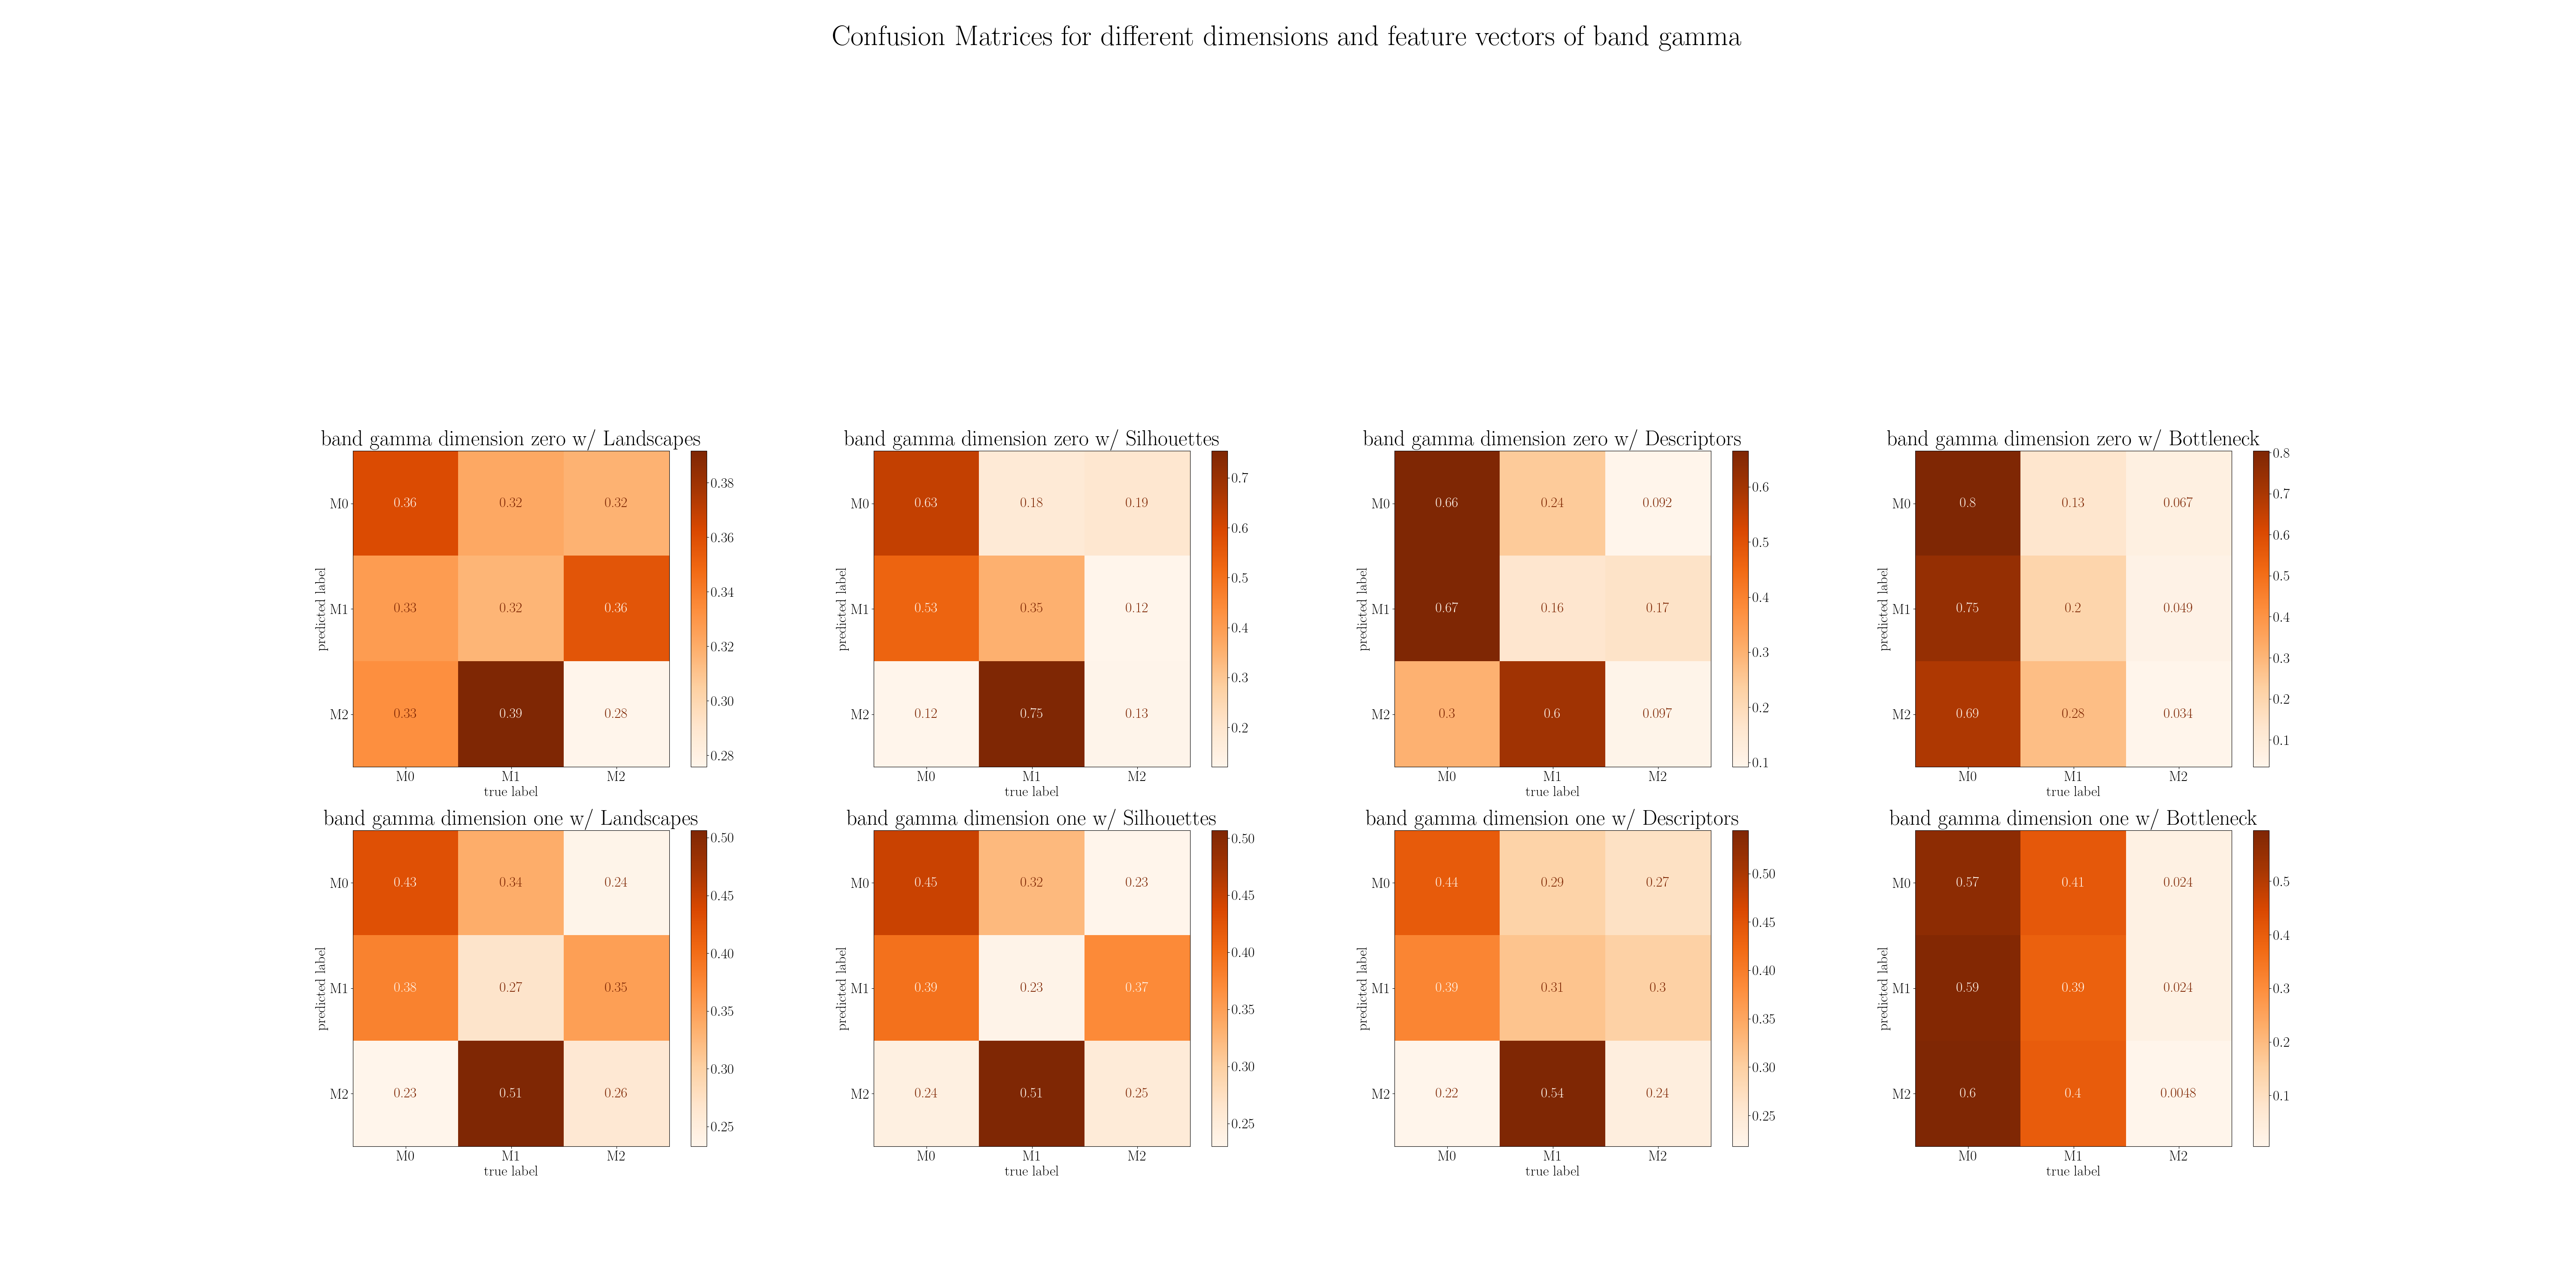 Confusion Matrices for different dimensions and feature vectors of band gamma
band gamma dimension zero w/ Landscapes
M0 0.36 0.32 0.32
M1 0.33 0.32 0.36
M2 0.33 0.39 0.28
M0 M1 M2
predicted label
true label
0.38
0.36
0.34
0.32
0.30
0.28
band gamma dimension zero w/ Silhouettes
M0 0.63 0.18 0.19
M1 0.53 0.35 0.12
M2 0.12 0.75 0.13
M0 M1 M2
predicted label
true label
0.7
0.6
0.5
0.4
0.3
0.2
band gamma dimension zero w/ Descriptors
M0 0.66 0.24 0.092
M1 0.67 0.16 0.17
M2 0.3 0.6 0.097
M0 M1 M2
predicted label
true label
0.6
0.5
0.4
0.3
0.2
0.1
band gamma dimension zero w/ Bottleneck
M0 0.8 0.13 0.067
M1 0.75 0.2 0.049
M2 0.69 0.28 0.034
M0 M1 M2
predicted label
true label
0.8
0.7
0.6
0.5
0.4
0.3
0.2
0.1
band gamma dimension one w/ Landscapes
M0 0.43 0.34 0.24
M1 0.38 0.27 0.35
M2 0.23 0.51 0.26
M0 M1 M2
predicted label
true label
0.50
0.45
0.40
0.35
0.30
0.25
band gamma dimension one w/ Silhouettes
M0 0.45 0.32 0.23
M1 0.39 0.23 0.37
M2 0.24 0.51 0.25
M0 M1 M2
predicted label
true label
0.50
0.45
0.40
0.35
0.30
0.25
band gamma dimension one w/ Descriptors
M0 0.44 0.29 0.27
M1 0.39 0.31 0.3
M2 0.22 0.54 0.24
M0 M1 M2
predicted label
true label
0.50
0.45
0.40
0.35
0.30
0.25
band gamma dimension one w/ Bottleneck
M0 0.57 0.41 0.024
M1 0.59 0.39 0.024
M2 0.6 0.4 0.0048
M0 M1 M2
predicted label
true label
0.5
0.4
0.3
0.2
0.1